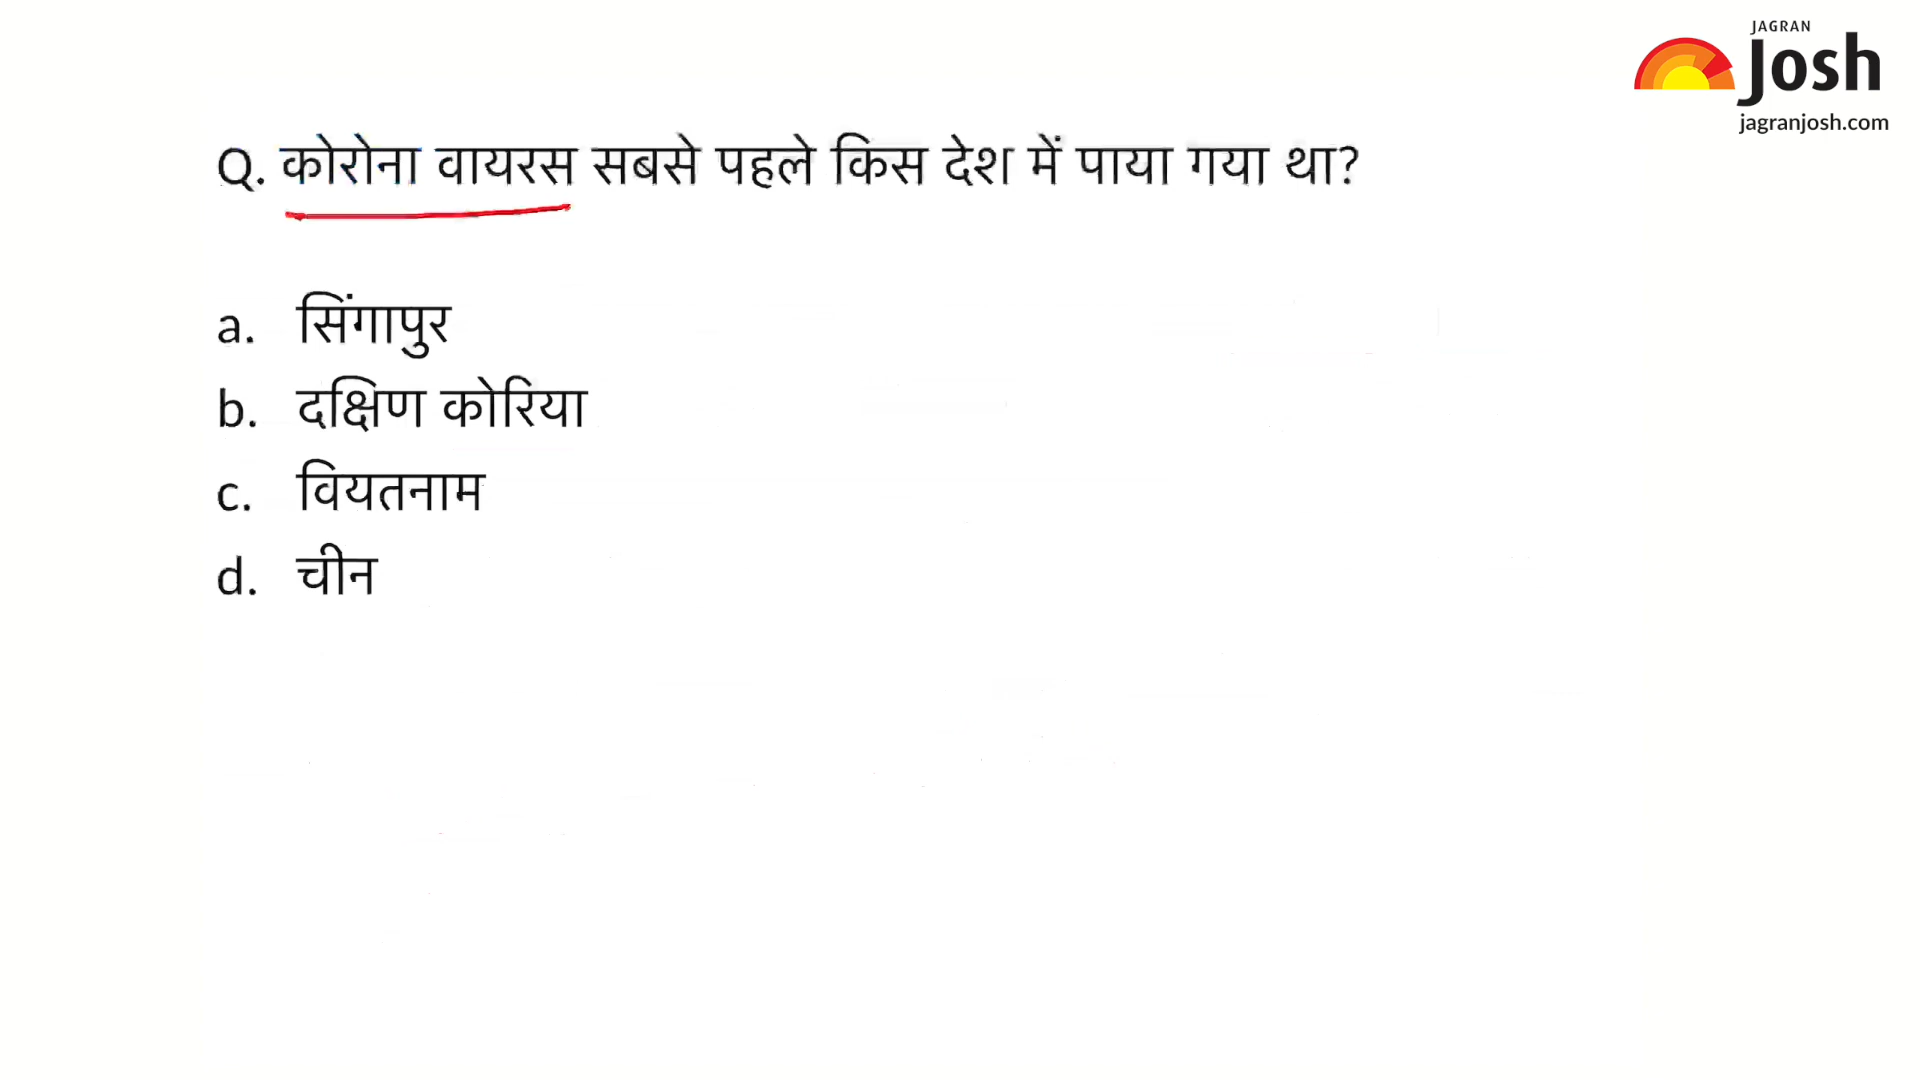 JAGRAN
Josh
jagranjosh.com
Q. कोरोना वायरस सबसे पहले किस देश में पाया गया था?
a. सिंगापुर
b. दक्षिण कोरिया
c. वियतनाम
d. चीन